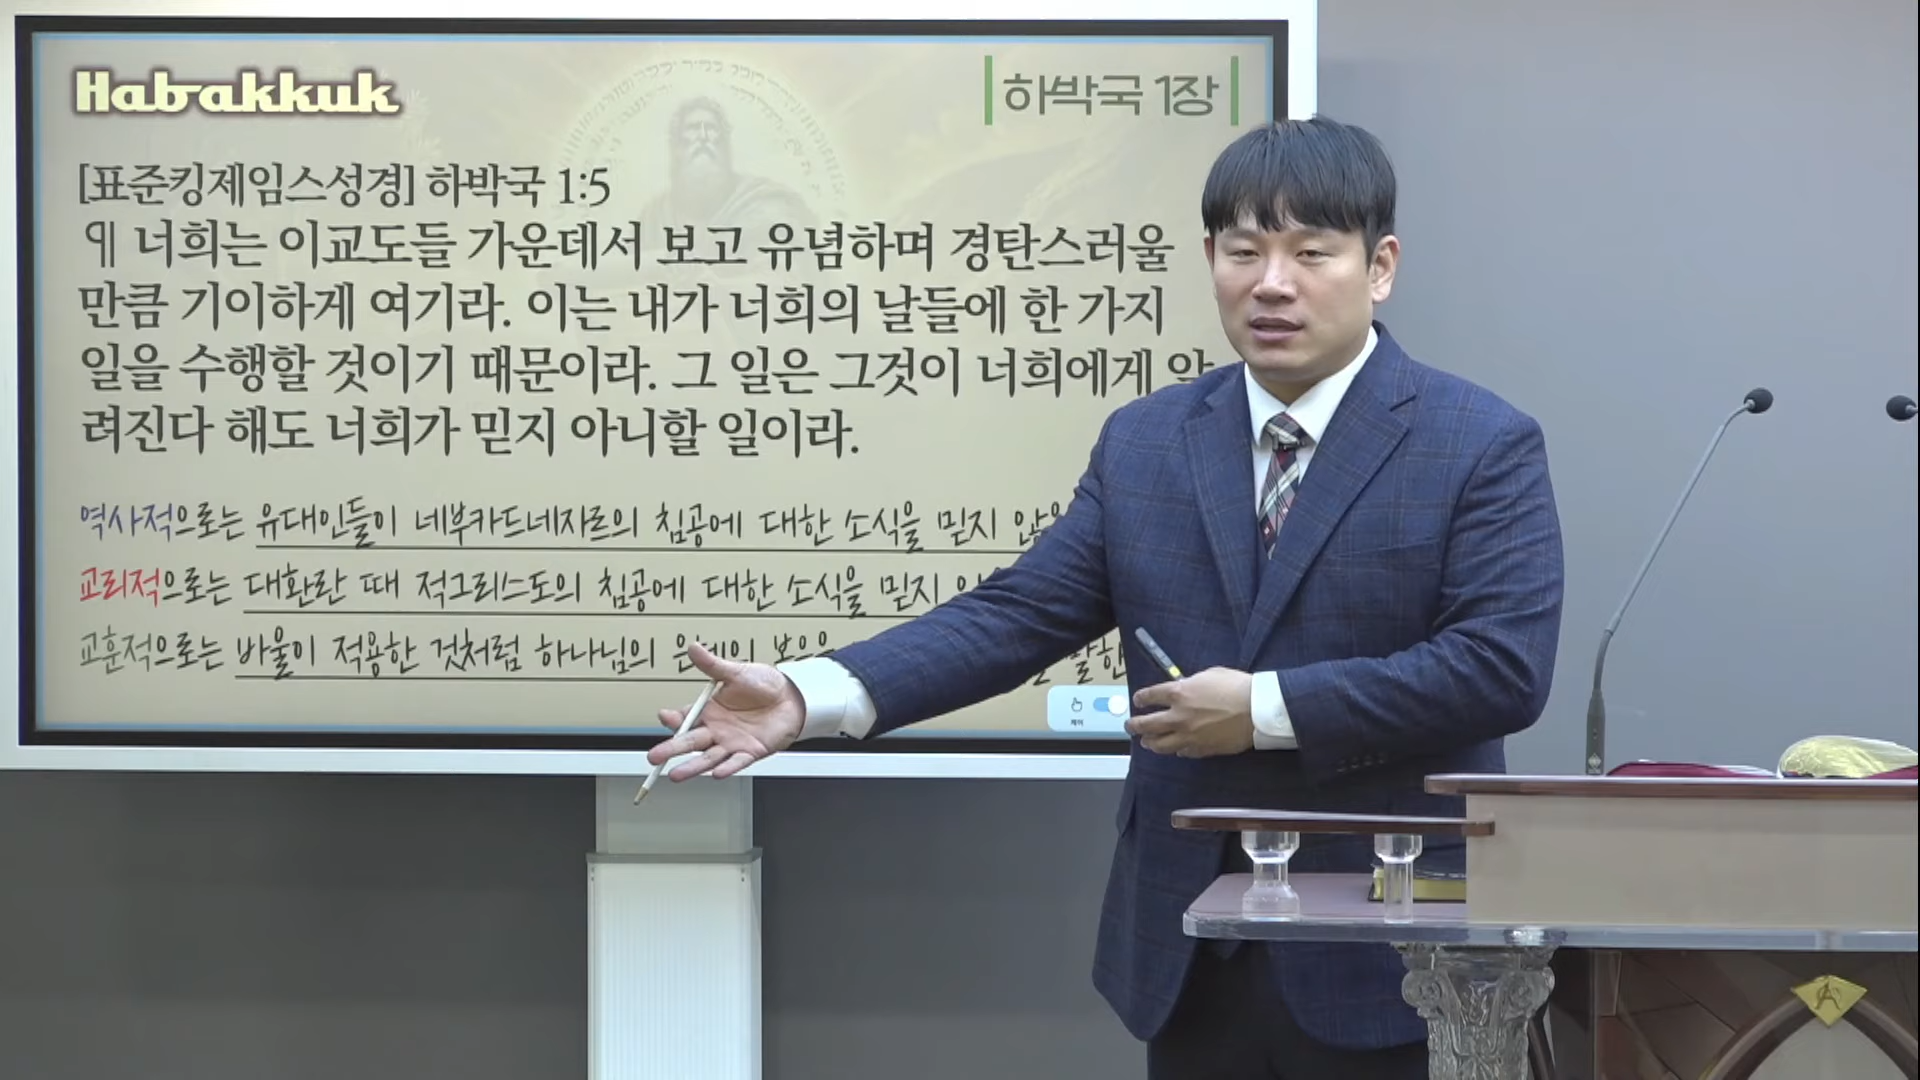 Habakkuk
하박국 1장
[표준킹제임스성경] 하박국 1:5
¶ 너희는 이교도들 가운데서 보고 유념하며 경탄스러울
만큼 기이하게 여기라. 이는 내가 너희의 날들에 한 가지
일을 수행할 것이기 때문이라. 그 일은 그것이 너희에게 알
려진다 해도 너희가 믿지 아니할 일이라.
역사적으로는 유대인들이 네부카드네자르의 침공에 대한 소식을 믿지
교리적으로는 대환란 때 적그리스도의 침공에 대한 소식을 믿지
교훈적으로는 바울이 적용한 것처럼 하나님의 은혜의 복음을
제어